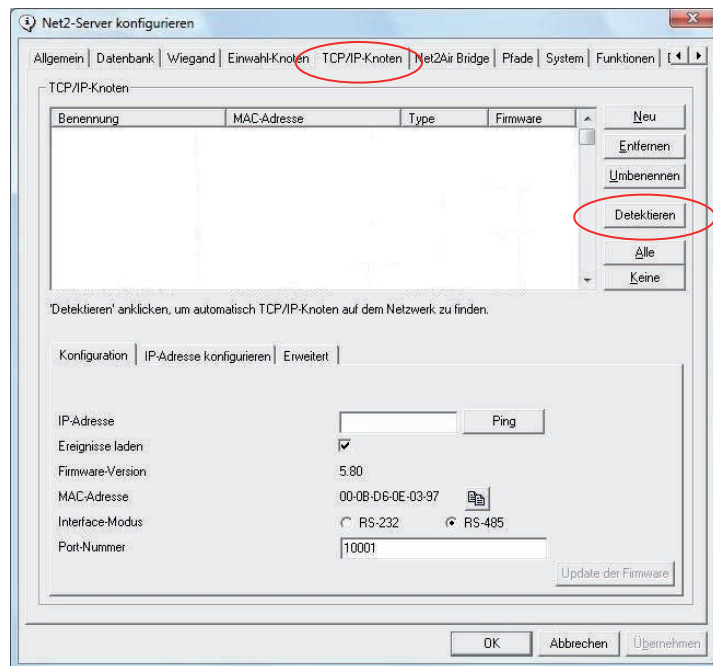 Net2-Server konfigurieren
Allgemein Datenbank Wiegand Einwahl-Knoten TCP/IP-Knoten Net2Air Bridge Pfade System Funktionen
TCP/IP-Knoten
Benennung MAC-Adresse Type Firmware
Neu
Entfernen
Umbenennen
Detektieren
Alle
Keine
'Detektieren' anklicken, um automatisch TCP/IP-Knoten auf dem Netzwerk zu finden.
Konfiguration IP-Adresse konfigurieren Erweitert
IP-Adresse Ping
Ereignisse laden
Firmware-Version 5.80
MAC-Adresse 00-0B-D6-0E-03-97
Interface-Modus RS-232 RS-485
Port-Nummer 10001
Update der Firmware
OK Abbrechen Übernehmen